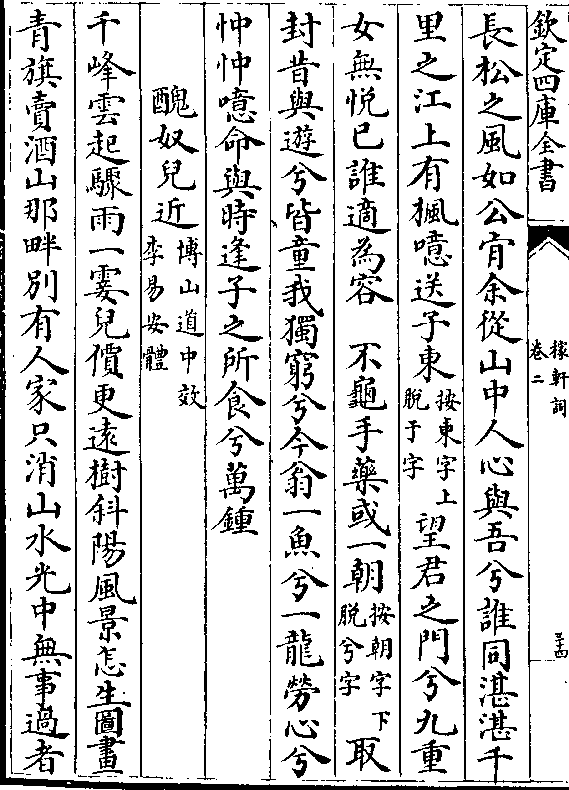 欽定四庫全書
稼軒詞
卷二
長松之風如公肯余從山中人心與吾兮誰同湛湛千
里之江上有楓噫送子東按東字上脫于字望君之門兮九重
女無悅已誰適為容　不龜手藥或一朝按朝字下脫兮字取
封昔與遊兮皆童我獨窮兮今翁一魚兮一龍勞心兮
忡忡噫命與時逢子之所食兮萬鍾
醜奴兒近博山道中效李易安體
千峰雲起驟雨一霎兒價更遠樹斜陽風景怎生圖畫
青旗賣酒山那畔別有人家只消山水光中無事過者